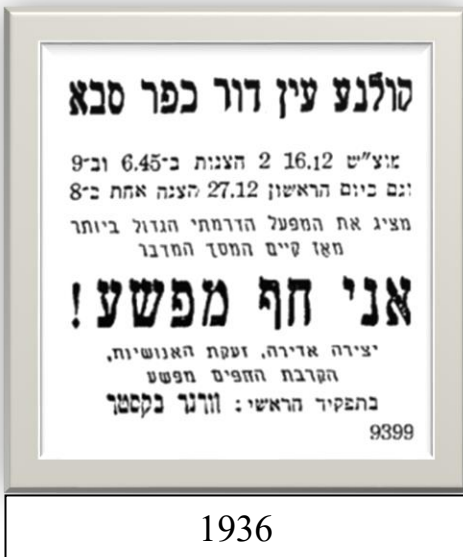 קולנע עין דור כפר סבא
מוצ"ש 16.12 2 הצגות ב־6.45 וב־9
וגם ביום הראשון 27.12 הצגה אחת ב־8
מציג את המפעל הדרמתי הגדול ביותר
מאז קיים המסך המדבר
אני חף מפשע!
יצירה אדירה, זעקת האנושיות,
הקרבת החפים מפשע
בתפקיד הראשי: וורנר בקסטר
9399
1936